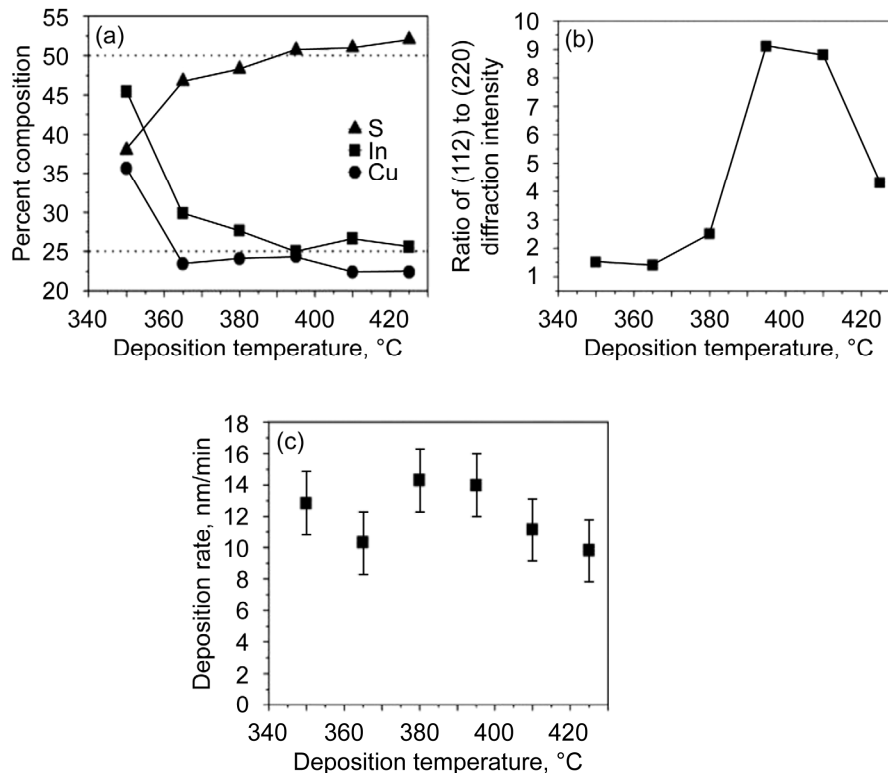 (a)
Percent composition
55
50
45
40
35
30
25
20
S
In
Cu
340 360 380 400 420
Deposition temperature, °C
(b)
Ratio of (112) to (220)
diffraction intensity
10
9
8
7
6
5
4
3
2
1
340 360 380 400 420
Deposition temperature, °C
(c)
Deposition rate, nm/min
18
16
14
12
10
8
6
4
2
0
340 360 380 400 420
Deposition temperature, °C